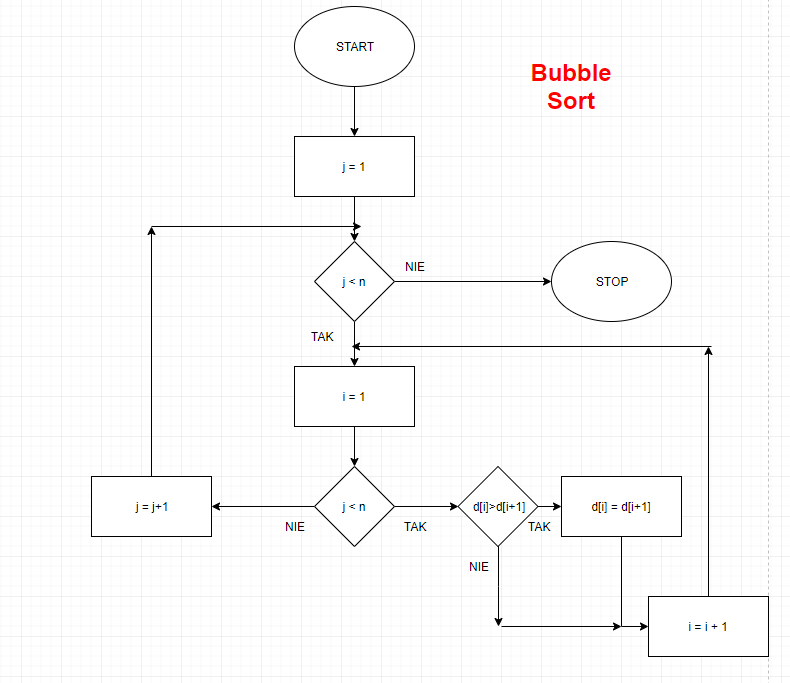 START
Bubble
Sort
j = 1
j < n
NIE
STOP
TAK
i = 1
j = j+1
NIE
j < n
TAK
d[i]>d[i+1]
TAK
d[i] = d[i+1]
NIE
i = i + 1